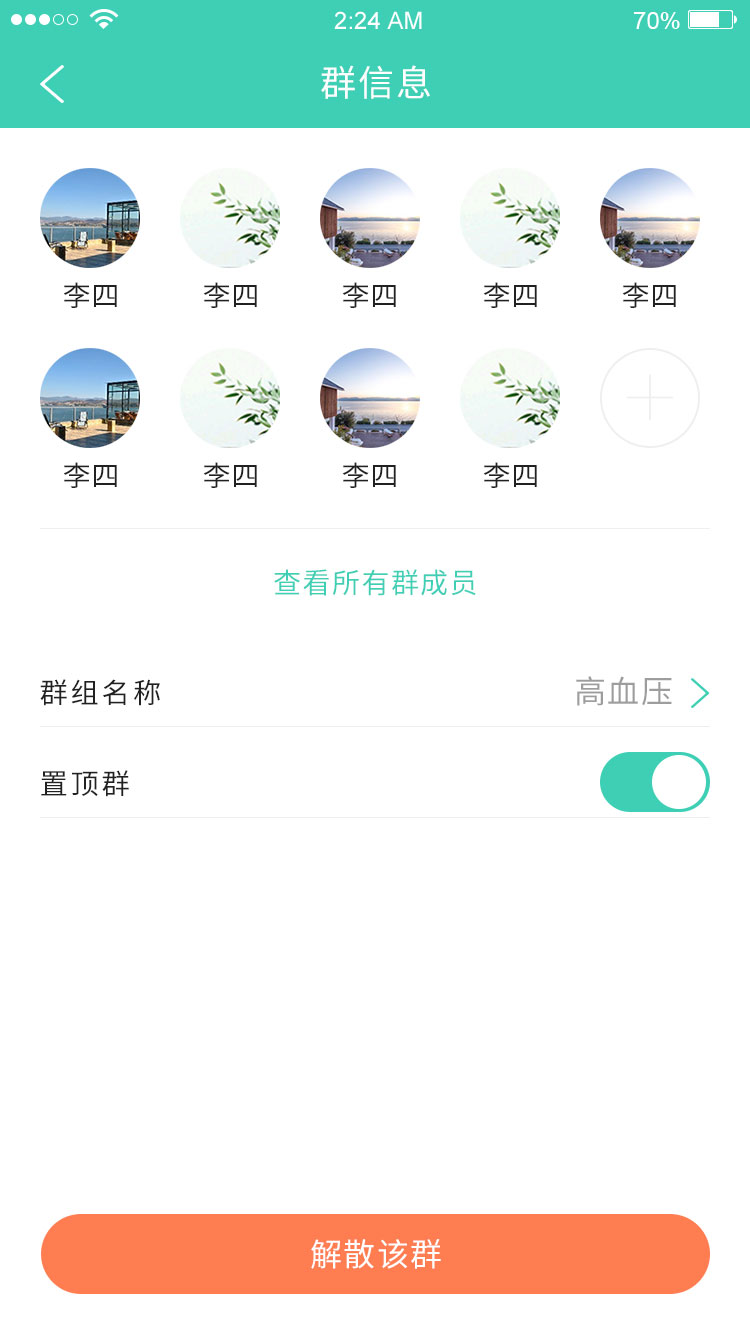 2:24 AM 70%
群信息
李四 李四 李四 李四 李四
李四 李四 李四 李四
查看所有群成员
群组名称 高血压
置顶群
解散该群